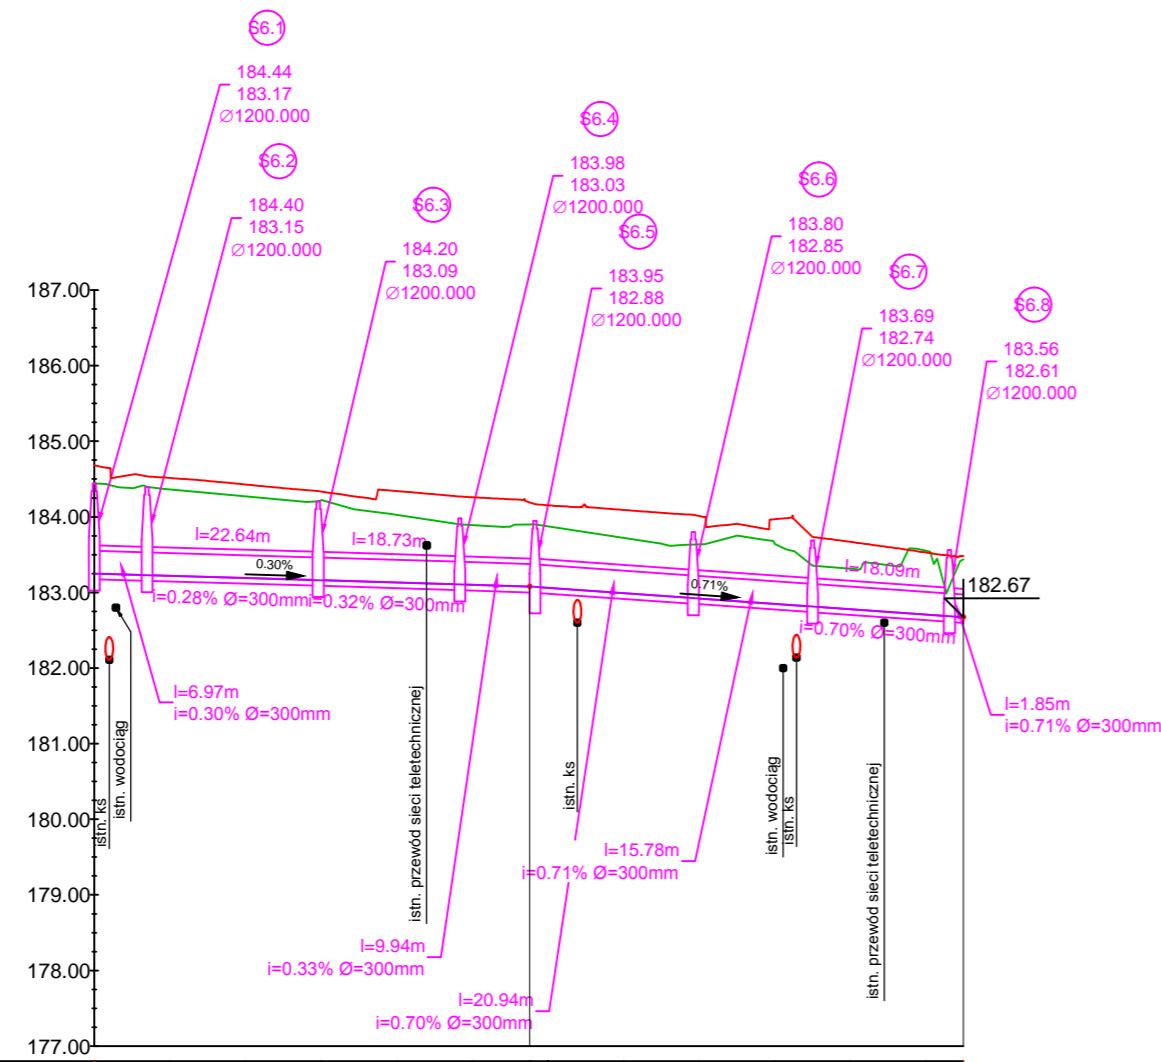 S6.1
184.44
183.17
∅1200.000
S6.2
184.40
183.15
∅1200.000
S6.3
184.20
183.09
∅1200.000
S6.4
183.98
183.03
∅1200.000
S6.5
183.95
182.88
∅1200.000
S6.6
183.80
182.85
∅1200.000
S6.7
183.69
182.74
∅1200.000
S6.8
183.56
182.61
∅1200.000
187.00
186.00
185.00
184.00
183.00
182.00
181.00
180.00
179.00
178.00
177.00
l=22.64m
l=18.73m
l=18.09m
0.30%
0.71%
i=0.28% Ø=300mm
i=0.32% Ø=300mm
i=0.70% Ø=300mm
182.67
l=6.97m
i=0.30% Ø=300mm
l=1.85m
i=0.71% Ø=300mm
l=15.78m
i=0.71% Ø=300mm
l=9.94m
i=0.33% Ø=300mm
l=20.94m
i=0.70% Ø=300mm
istn. ks
istn. wodociąg
istn. przewód sieci teletechnicznej
istn. ks
istn. wodociąg
istn. ks
istn. przewód sieci teletechnicznej